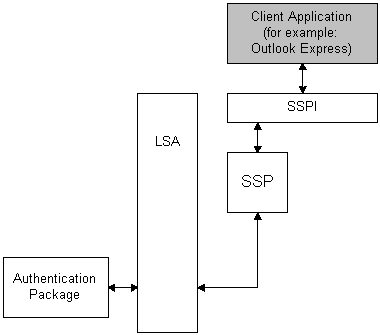 Client Application
(for example:
Outlook Express)
SSPI
LSA
SSP
Authentication
Package